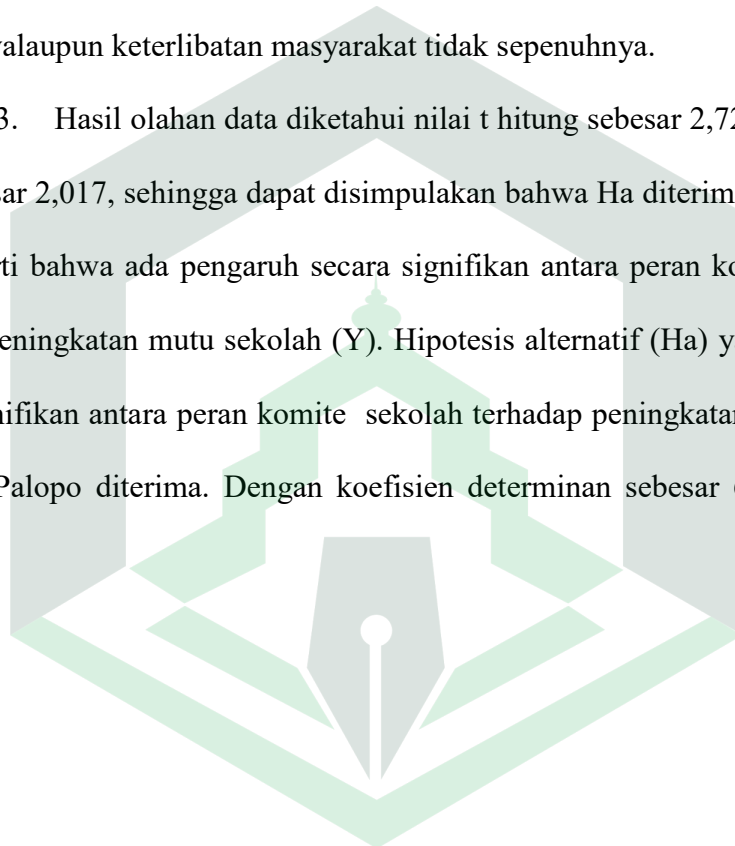 walaupun keterlibatan masyarakat tidak sepenuhnya.
3. Hasil olahan data diketahui nilai t hitung sebesar 2,72
sar 2,017, sehingga dapat disimpulakan bahwa Ha diterim
rti bahwa ada pengaruh secara signifikan antara peran ko
eningkatan mutu sekolah (Y). Hipotesis alternatif (Ha) y
nifikan antara peran komite sekolah terhadap peningkatan
Palopo diterima. Dengan koefisien determinan sebesar